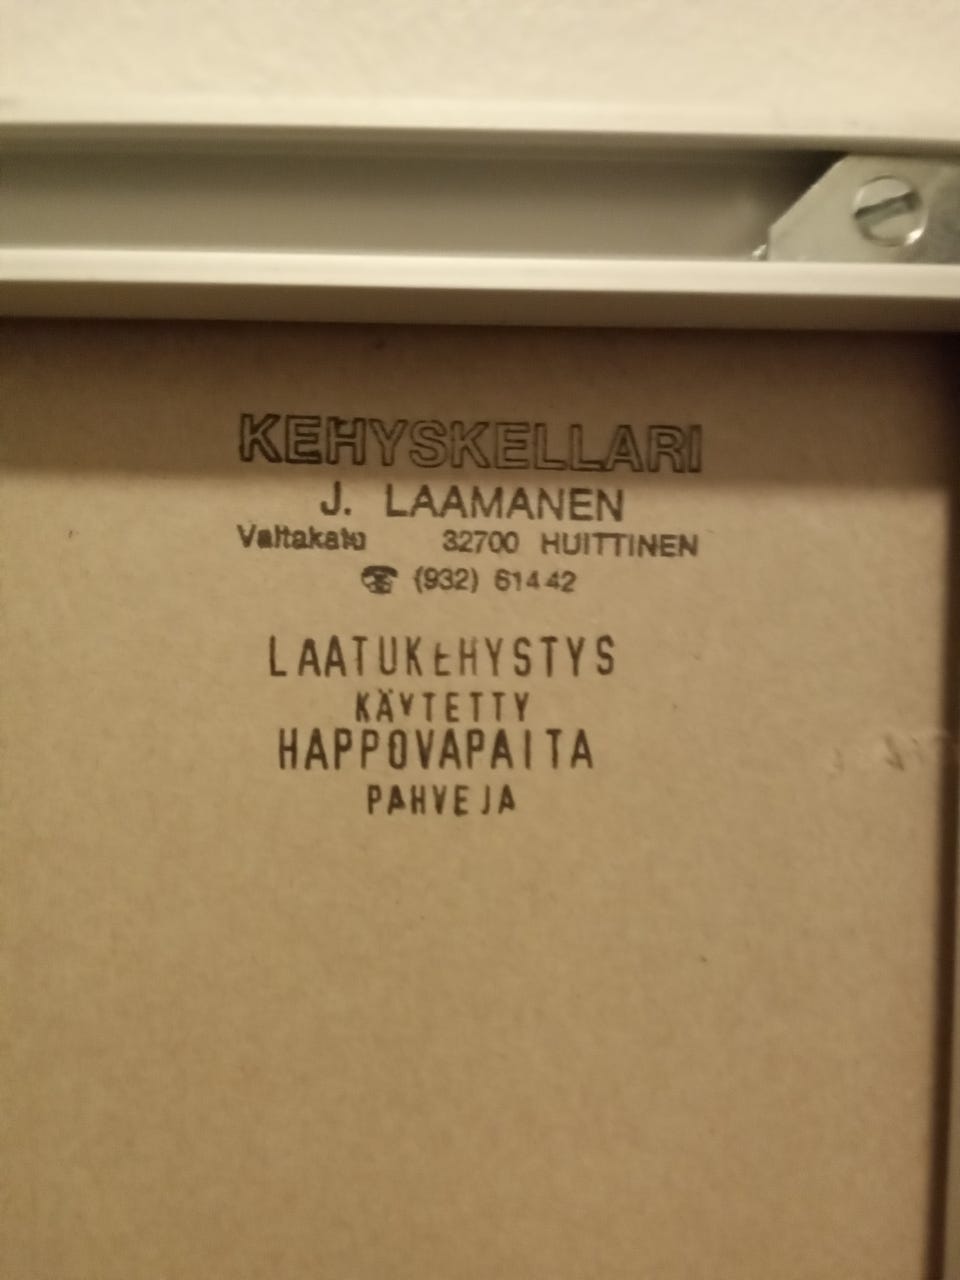 KEHYSKELLARI
J. LAAMANEN
Valtakatu 32700 HUITTINEN
☎ (932) 614 42
LAATUKEHYSTYS
KÄYTETTY
HAPPOVAPAITA
PAHVEJA